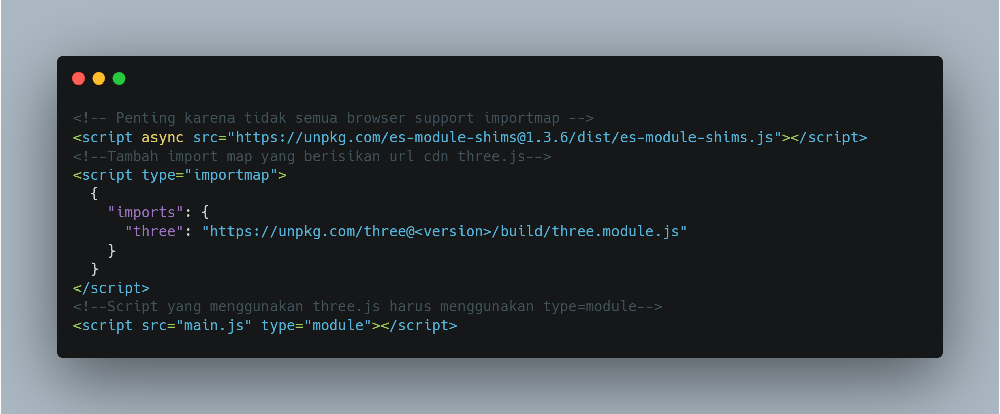 <!-- Penting karena tidak semua browser support importmap -->
<script async src="https://unpkg.com/es-module-shims@1.3.6/dist/es-module-shims.js"></script>
<!--Tambah import map yang berisikan url cdn three.js-->
<script type="importmap">
  {
    "imports": {
      "three": "https://unpkg.com/three@<version>/build/three.module.js"
    }
  }
</script>
<!--Script yang menggunakan three.js harus menggunakan type=module-->
<script src="main.js" type="module"></script>